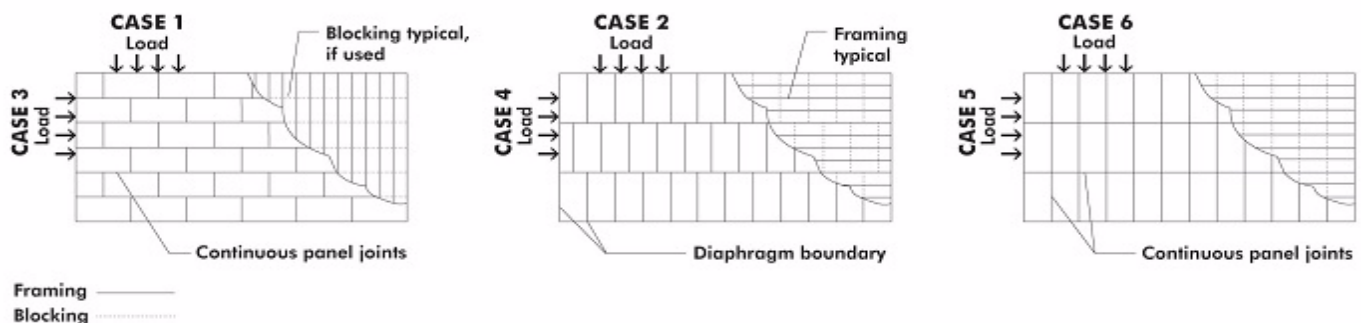 CASE 1
Load
Blocking typical,
if used
CASE 3
Load
Continuous panel joints
CASE 2
Load
Framing
typical
CASE 4
Load
Diaphragm boundary
CASE 6
Load
CASE 5
Load
Continuous panel joints
Framing
Blocking